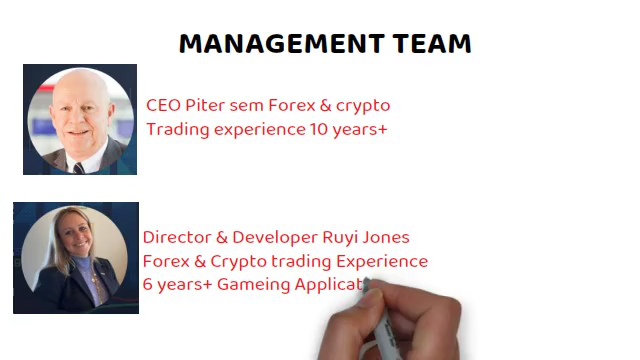 MANAGEMENT TEAM
CEO Piter sem Forex & crypto
Trading experience 10 years+
Director & Developer Ruyi Jones
Forex & Crypto trading Experience
6 years+ Gameing Applicat